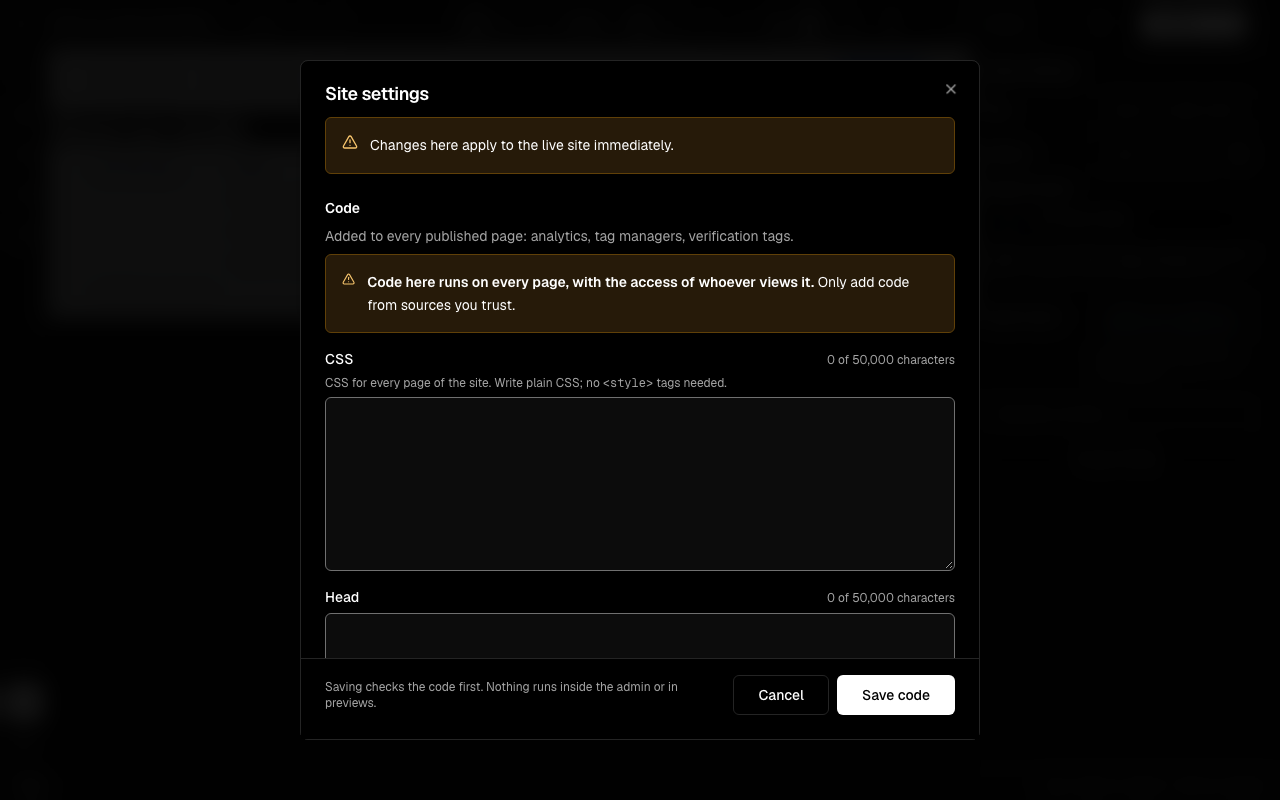 Site settings
Changes here apply to the live site immediately.
Code
Added to every published page: analytics, tag managers, verification tags.
Code here runs on every page, with the access of whoever views it. Only add code
from sources you trust.
CSS
0 of 50,000 characters
CSS for every page of the site. Write plain CSS; no <style> tags needed.
Head
0 of 50,000 characters
Saving checks the code first. Nothing runs inside the admin or in
previews.
Cancel
Save code